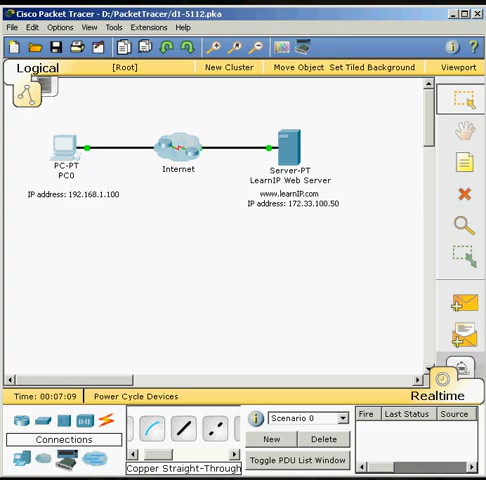 Cisco Packet Tracer - D:/PacketTracer/d1-5112.pka
File Edit Options View Tools Extensions Help
Logical [Root] New Cluster Move Object Set Tiled Background Viewport
PC-PT
PC0
IP address: 192.168.1.100
Internet
Server-PT
LearnIP Web Server
www.learnIP.com
IP address: 172.33.100.50
Realtime
Time: 00:07:09 Power Cycle Devices
Connections
Copper Straight-Through
Scenario 0
New Delete
Toggle PDU List Window
Fire Last Status Source